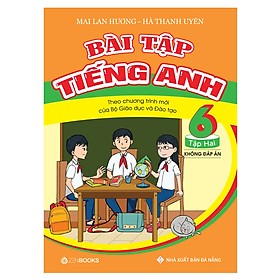 MAI LAN HƯƠNG - HÀ THANH UYÊN
BÀI TẬP
TIẾNG ANH
Theo chương trình mới
của Bộ Giáo dục và Đào tạo
6
Tập Hai
KHÔNG ĐÁP ÁN
ZENBOOKS
NHÀ XUẤT BẢN ĐÀ NẴNG